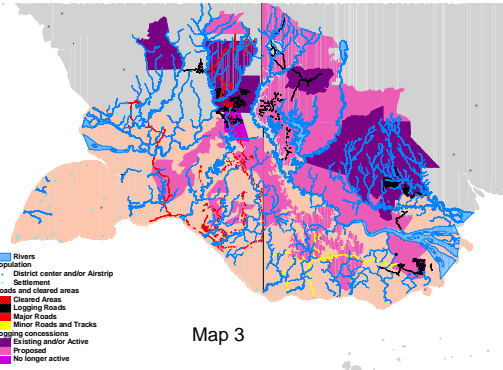 Rivers
opulation
District center and/or Airstrip
Settlement
oads and cleared areas
Cleared Areas
Logging Roads
Major Roads
Minor Roads and Tracks
ogging concessions
Existing and/or Active
Proposed
No longer active
Map 3